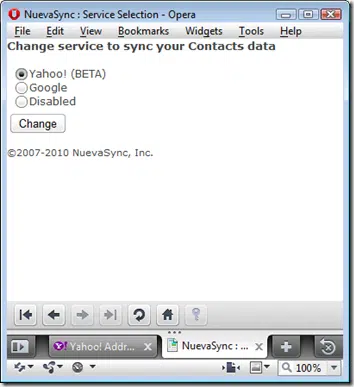 NuevaSync : Service Selection - Opera
File Edit View Bookmarks Widgets Tools Help
Change service to sync your Contacts data
Yahoo! (BETA)
Google
Disabled
Change
©2007-2010 NuevaSync, Inc.
Yahoo! Addr...
NuevaSync : ...
100%